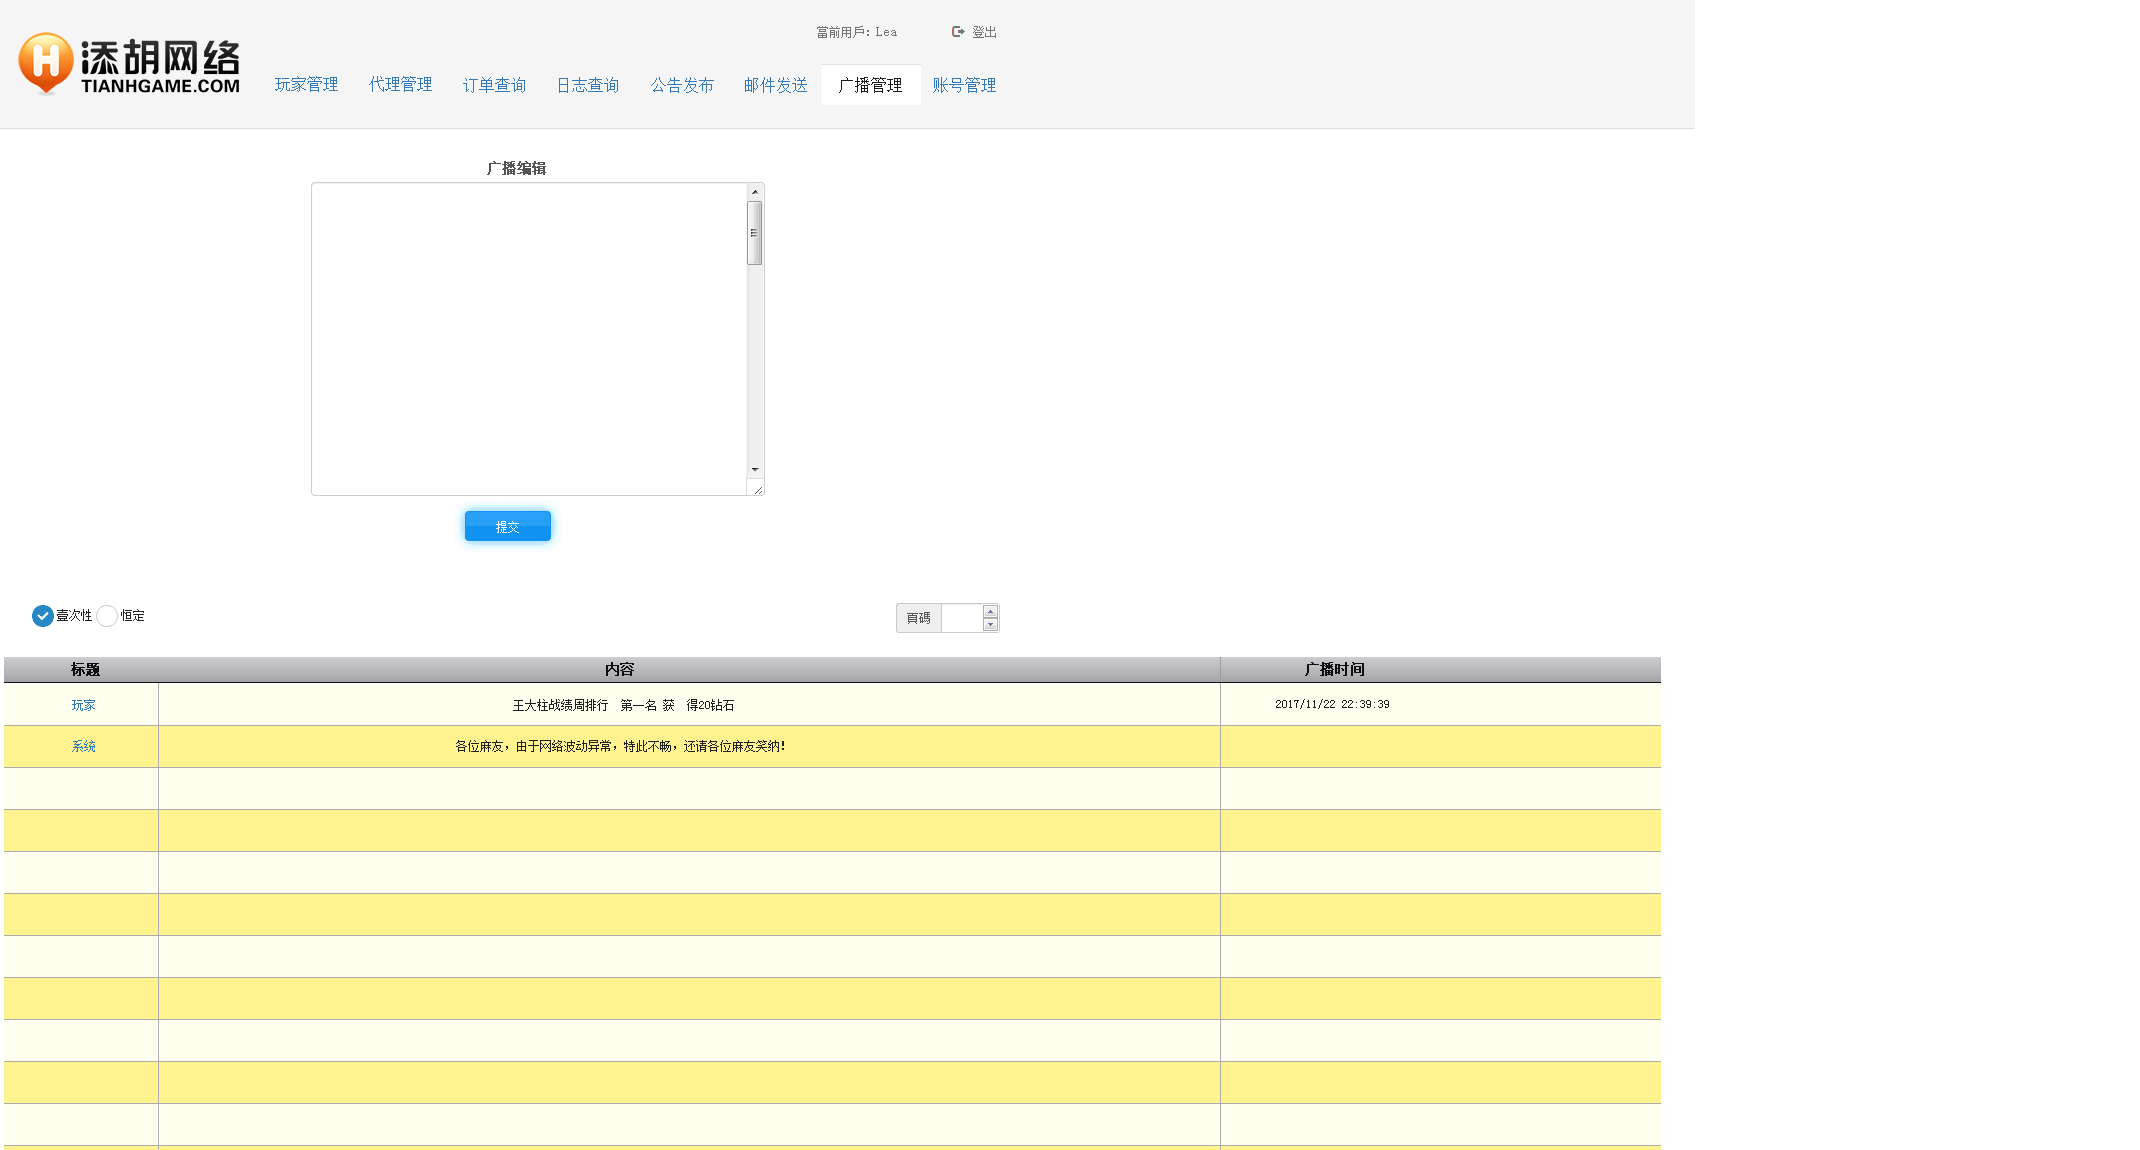 當前用戶：Lea 登出
添胡网络
TIANHGAME.COM
玩家管理 代理管理 订单查询 日志查询 公告发布 邮件发送 广播管理 账号管理
广播编辑
提交
壹次性 恒定 頁碼
标题 内容 广播时间
玩家 王大柱战绩周排行 第一名 获 得20钻石 2017/11/22 22:39:39
系统 各位麻友，由于网络波动异常，特此不畅，还请各位麻友笑纳！